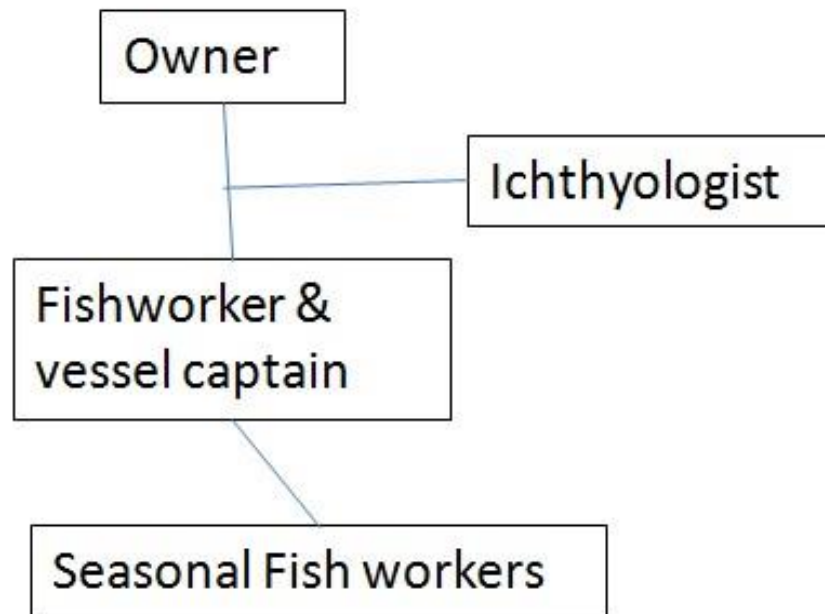 Owner
Ichthyologist
Fishworker &
vessel captain
Seasonal Fish workers